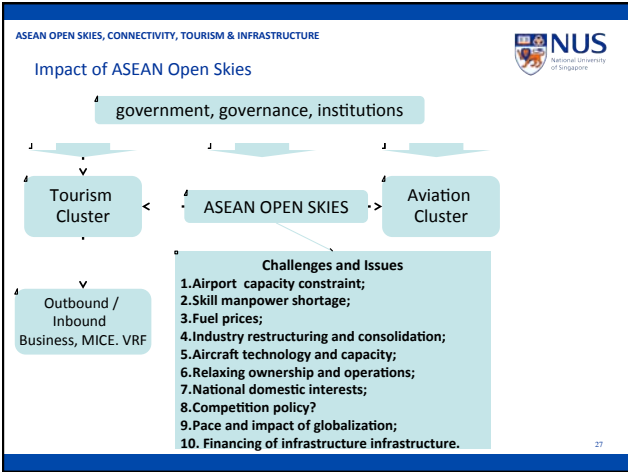 ASEAN OPEN SKIES, CONNECTIVITY, TOURISM & INFRASTRUCTURE
NUS
National University
of Singapore
Impact of ASEAN Open Skies
government, governance, institutions
Tourism
Cluster
ASEAN OPEN SKIES
Aviation
Cluster
Outbound /
Inbound
Business, MICE. VRF
Challenges and Issues
1.Airport capacity constraint;
2.Skill manpower shortage;
3.Fuel prices;
4.Industry restructuring and consolidation;
5.Aircraft technology and capacity;
6.Relaxing ownership and operations;
7.National domestic interests;
8.Competition policy?
9.Pace and impact of globalization;
10. Financing of infrastructure infrastructure.
27